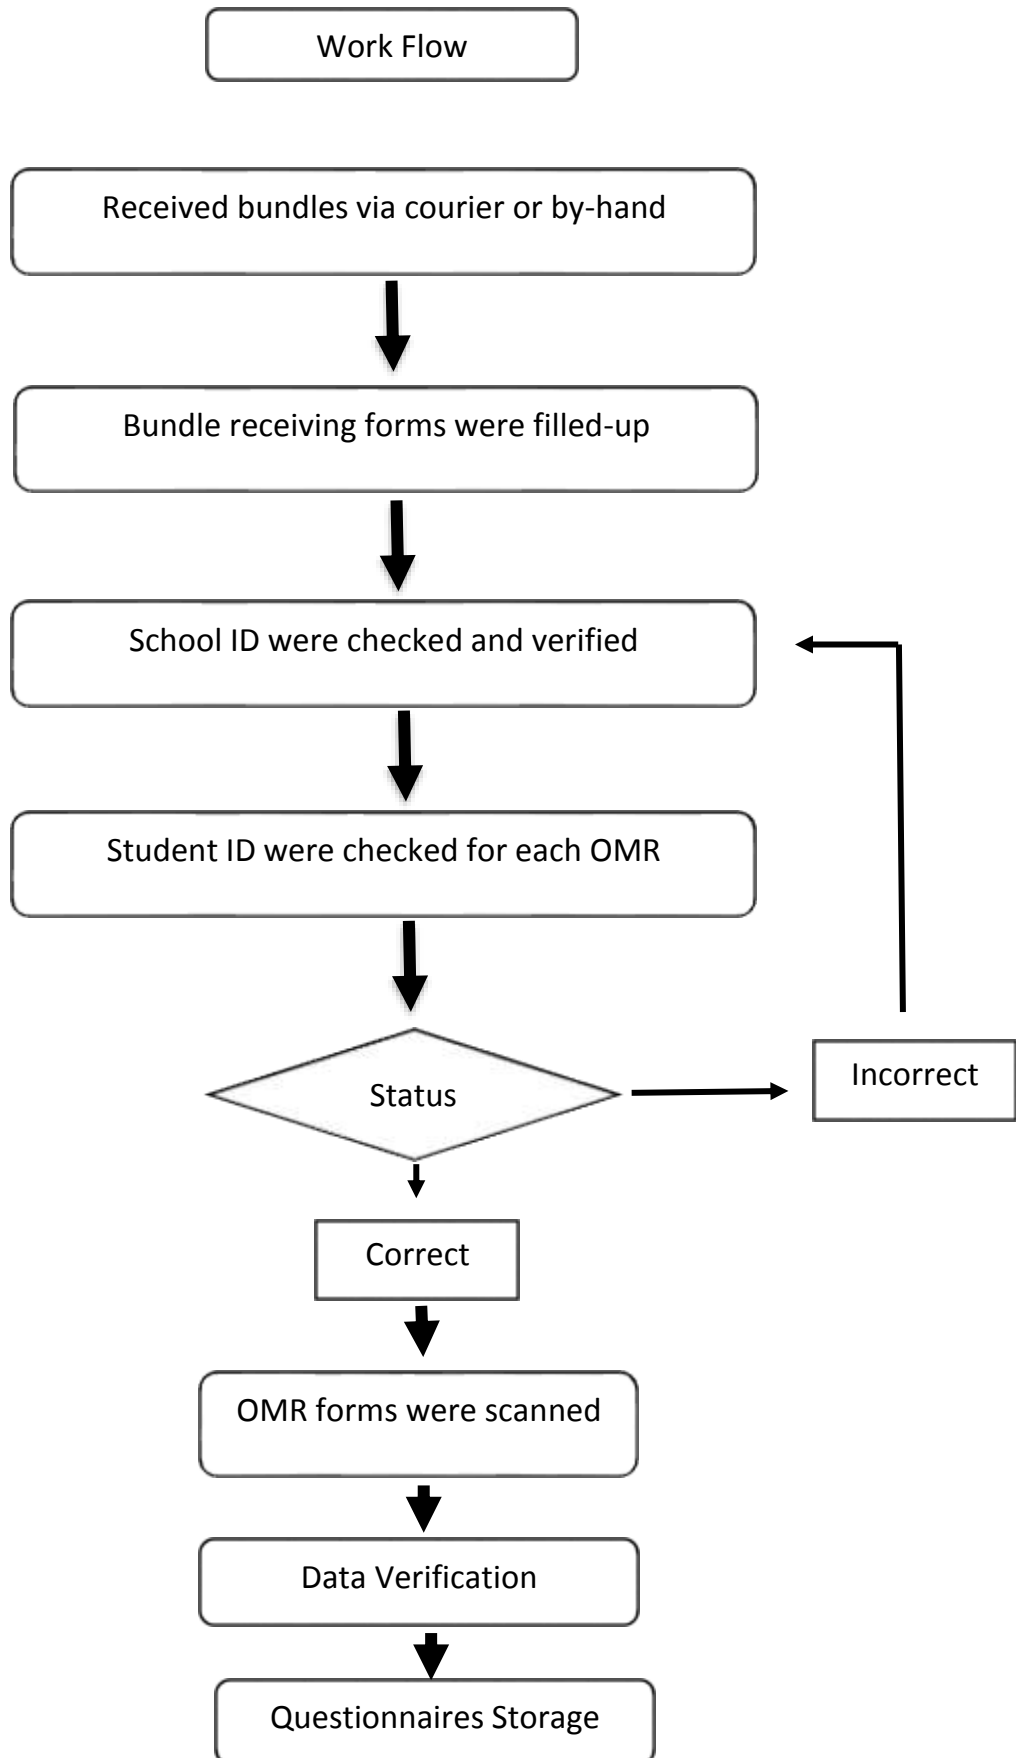 Work Flow
Received bundles via courier or by-hand
Bundle receiving forms were filled-up
School ID were checked and verified
Student ID were checked for each OMR
Status
Incorrect
Correct
OMR forms were scanned
Data Verification
Questionnaires Storage